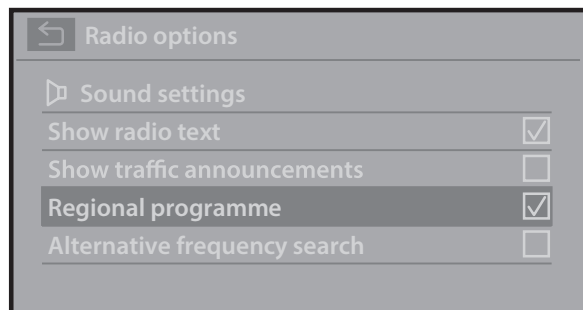 Radio options
Sound settings
Show radio text
Show traffic announcements
Regional programme
Alternative frequency search